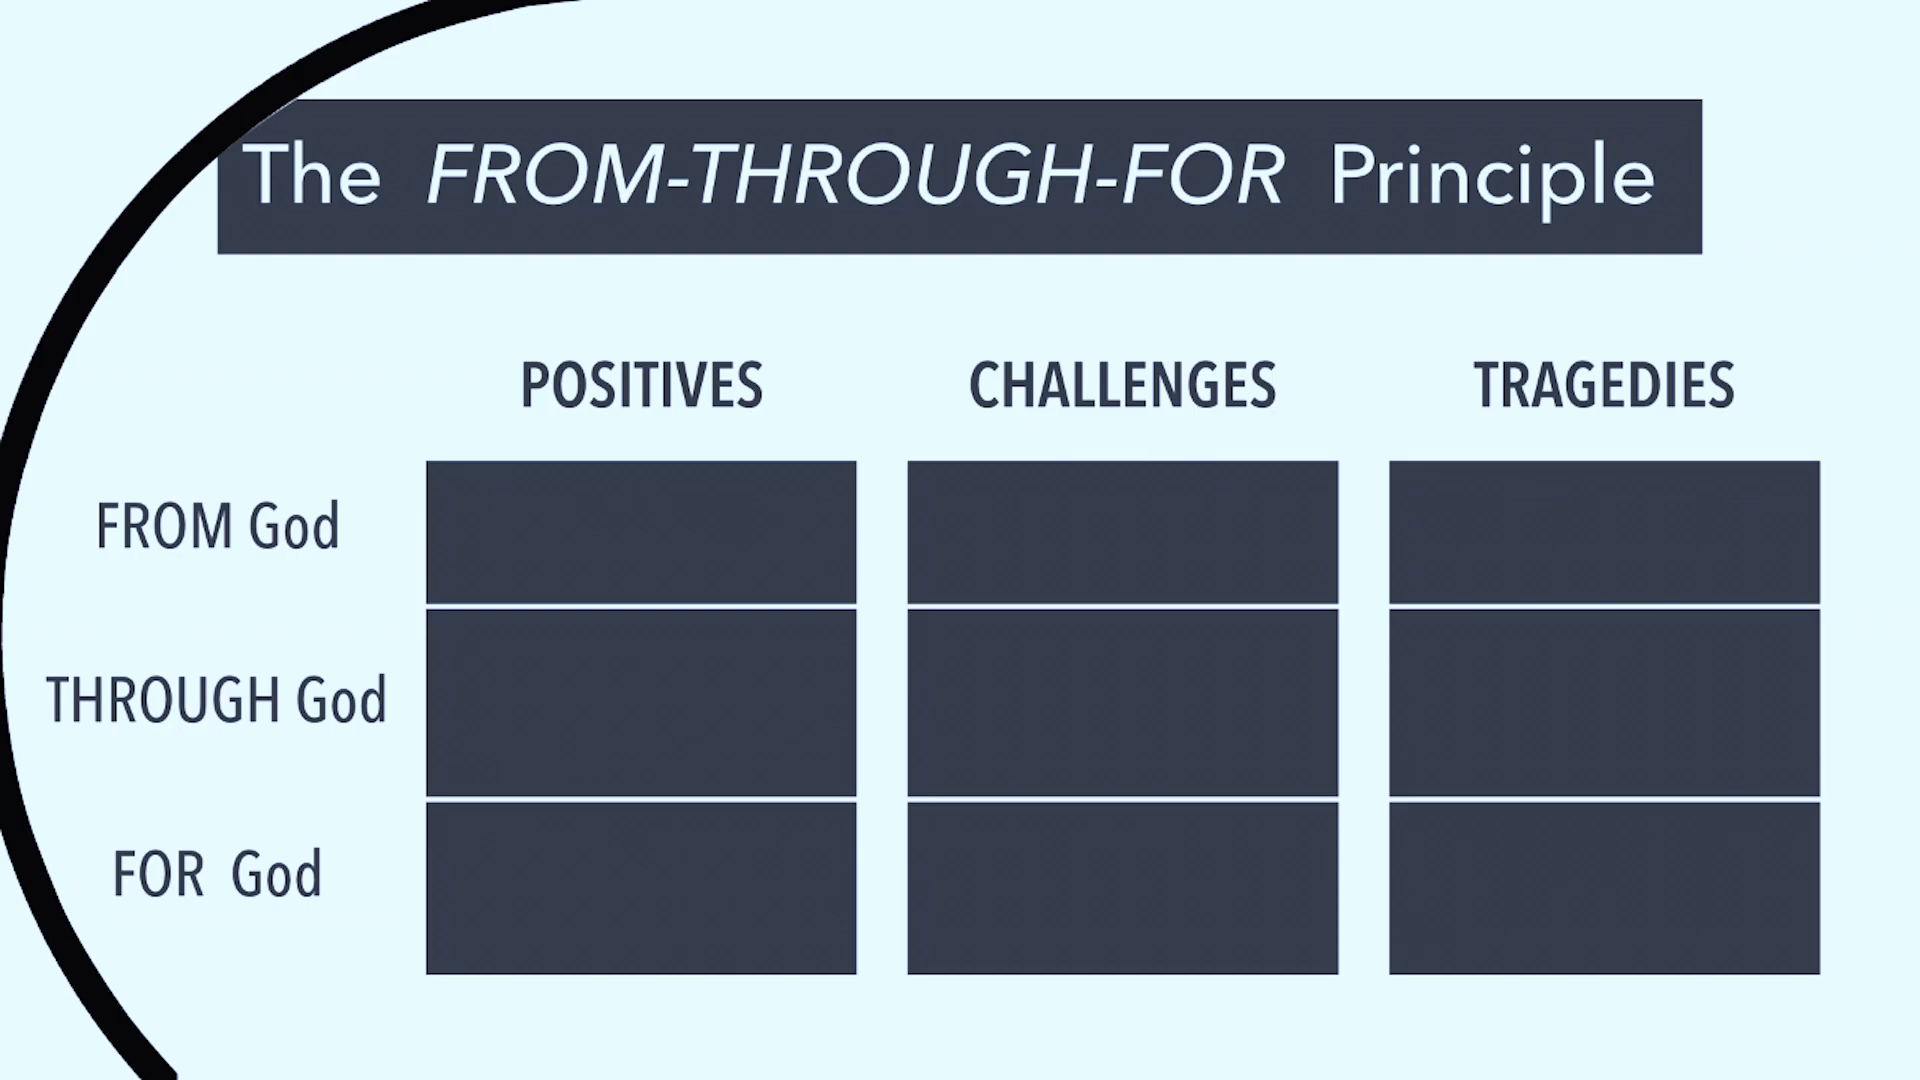 The FROM-THROUGH-FOR Principle
POSITIVES CHALLENGES TRAGEDIES
FROM God
THROUGH God
FOR God